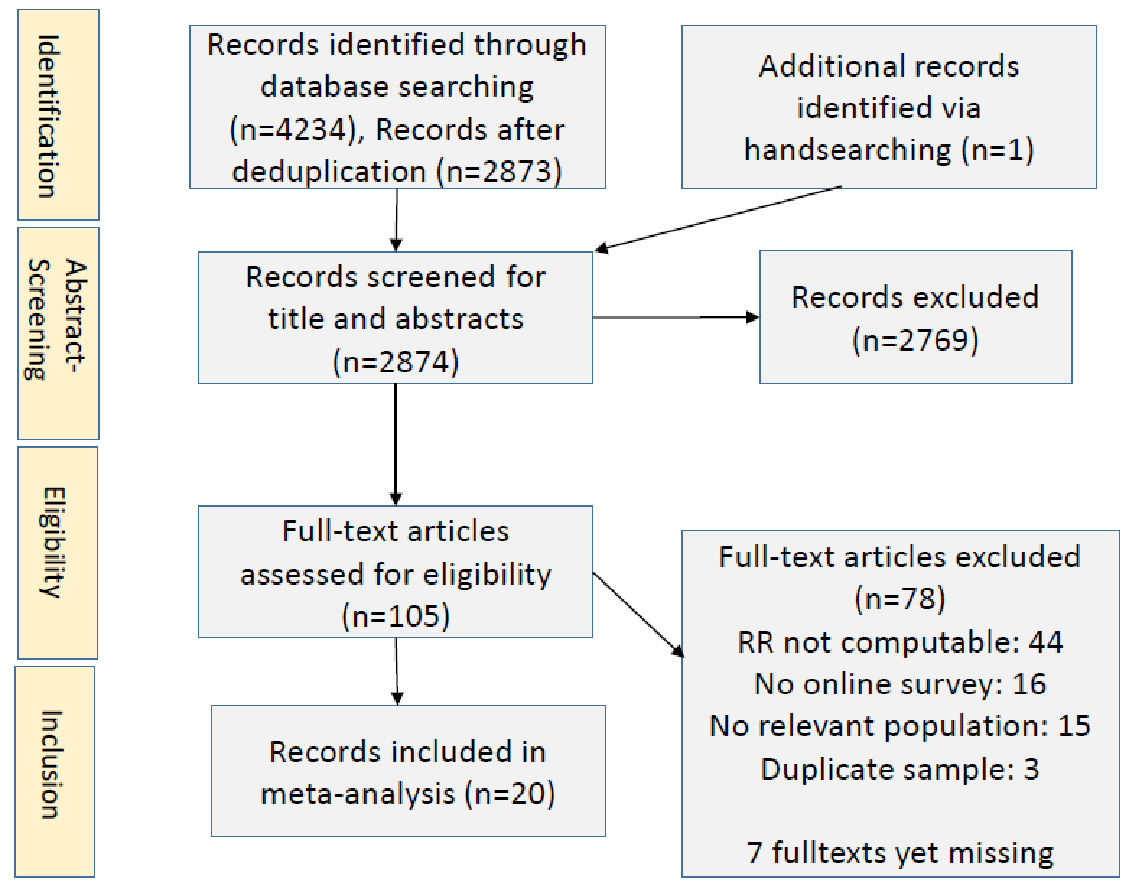 Identification
Records identified through
database searching
(n=4234), Records after
deduplication (n=2873)
Additional records
identified via
handsearching (n=1)
Abstract-
Screening
Records screened for
title and abstracts
(n=2874)
Records excluded
(n=2769)
Eligibility
Full-text articles
assessed for eligibility
(n=105)
Full-text articles excluded
(n=78)
RR not computable: 44
No online survey: 16
No relevant population: 15
Duplicate sample: 3
7 fulltexts yet missing
Inclusion
Records included in
meta-analysis (n=20)